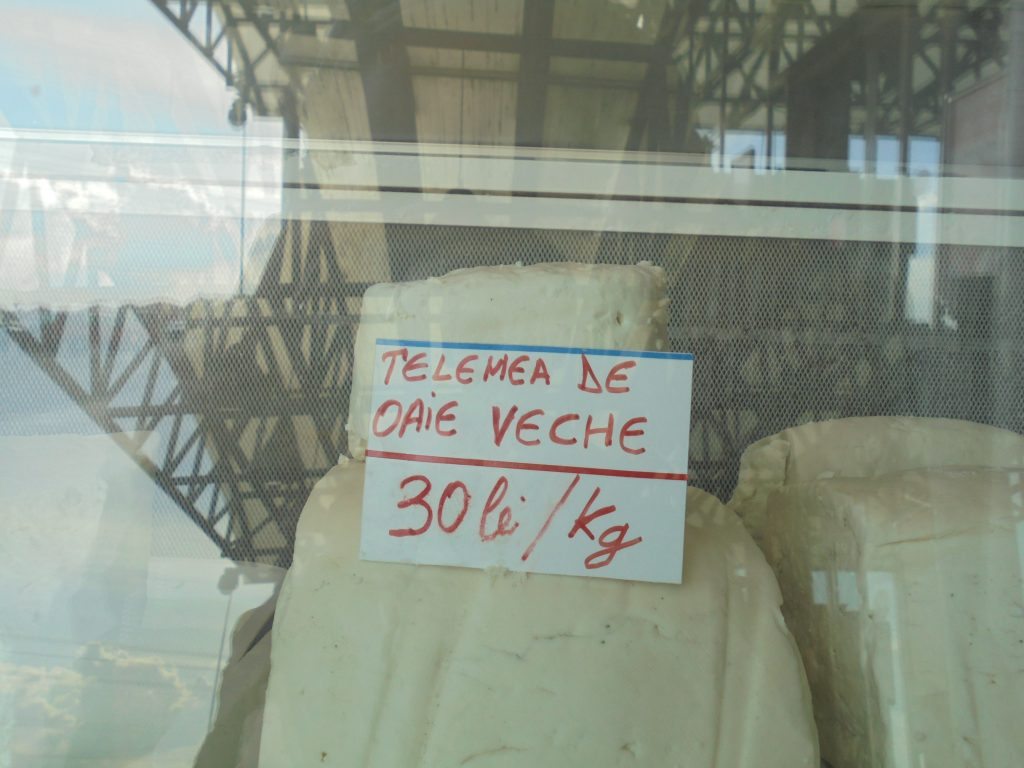 TELEMEA DE
OAiE VECHE
30 lei/kg